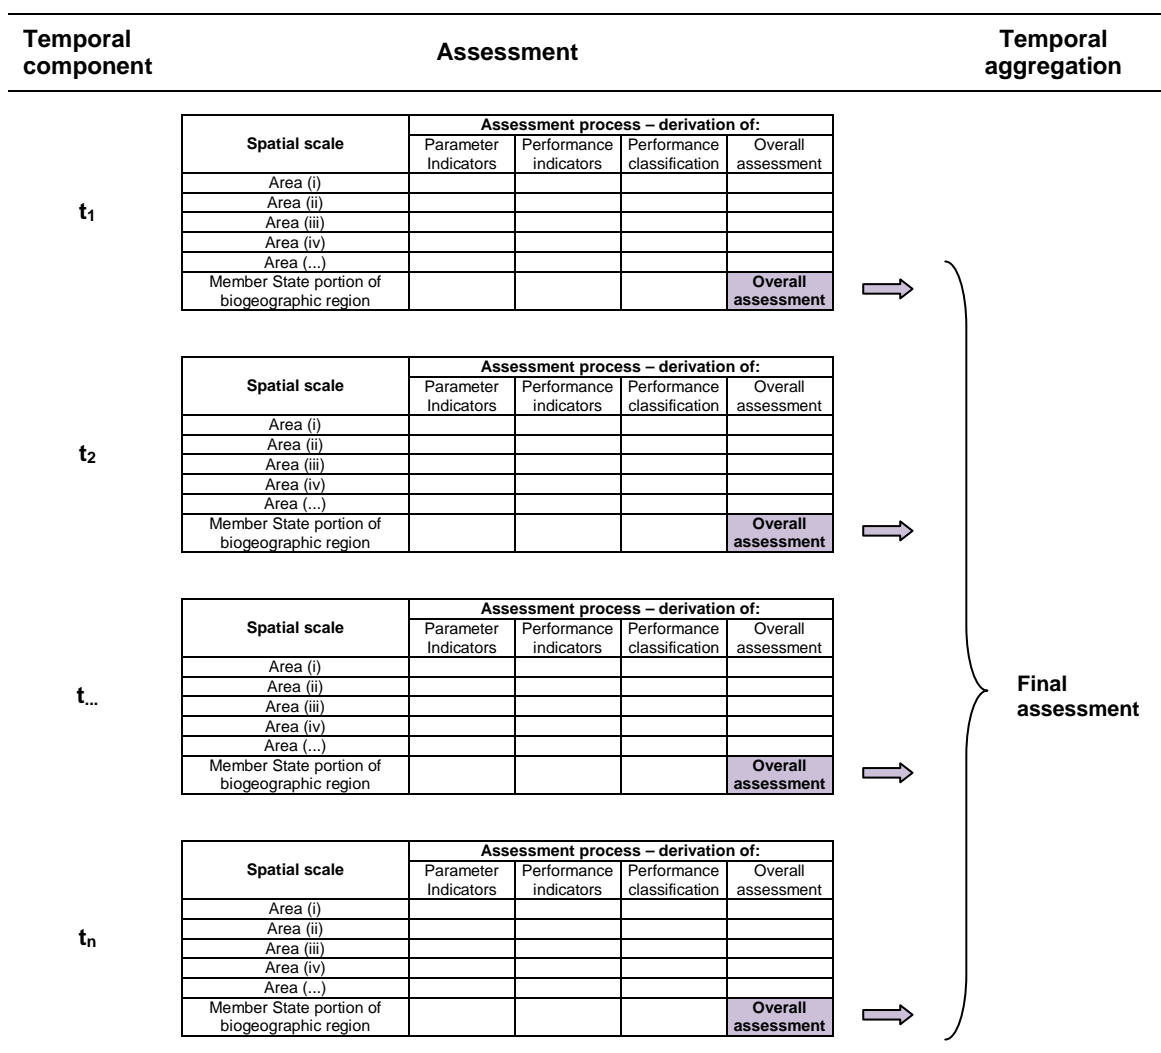 Temporal
component
Assessment
Temporal
aggregation
t1
Spatial scale
Assessment process – derivation of:
Parameter
Indicators
Performance
indicators
Performance
classification
Overall
assessment
Area (i)
Area (ii)
Area (iii)
Area (iv)
Area (...)
Member State portion of
biogeographic region
Overall
assessment
t2
Spatial scale
Assessment process – derivation of:
Parameter
Indicators
Performance
indicators
Performance
classification
Overall
assessment
Area (i)
Area (ii)
Area (iii)
Area (iv)
Area (...)
Member State portion of
biogeographic region
Overall
assessment
t...
Spatial scale
Assessment process – derivation of:
Parameter
Indicators
Performance
indicators
Performance
classification
Overall
assessment
Area (i)
Area (ii)
Area (iii)
Area (iv)
Area (...)
Member State portion of
biogeographic region
Overall
assessment
Final
assessment
tn
Spatial scale
Assessment process – derivation of:
Parameter
Indicators
Performance
indicators
Performance
classification
Overall
assessment
Area (i)
Area (ii)
Area (iii)
Area (iv)
Area (...)
Member State portion of
biogeographic region
Overall
assessment